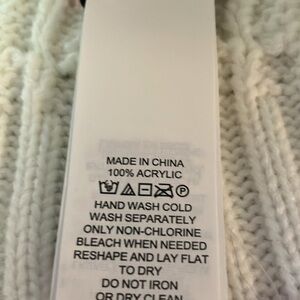 MADE IN CHINA
100% ACRYLIC
HAND WASH COLD
WASH SEPARATELY
ONLY NON-CHLORINE
BLEACH WHEN NEEDED
RESHAPE AND LAY FLAT
TO DRY
DO NOT IRON
OR DRY CLEAN